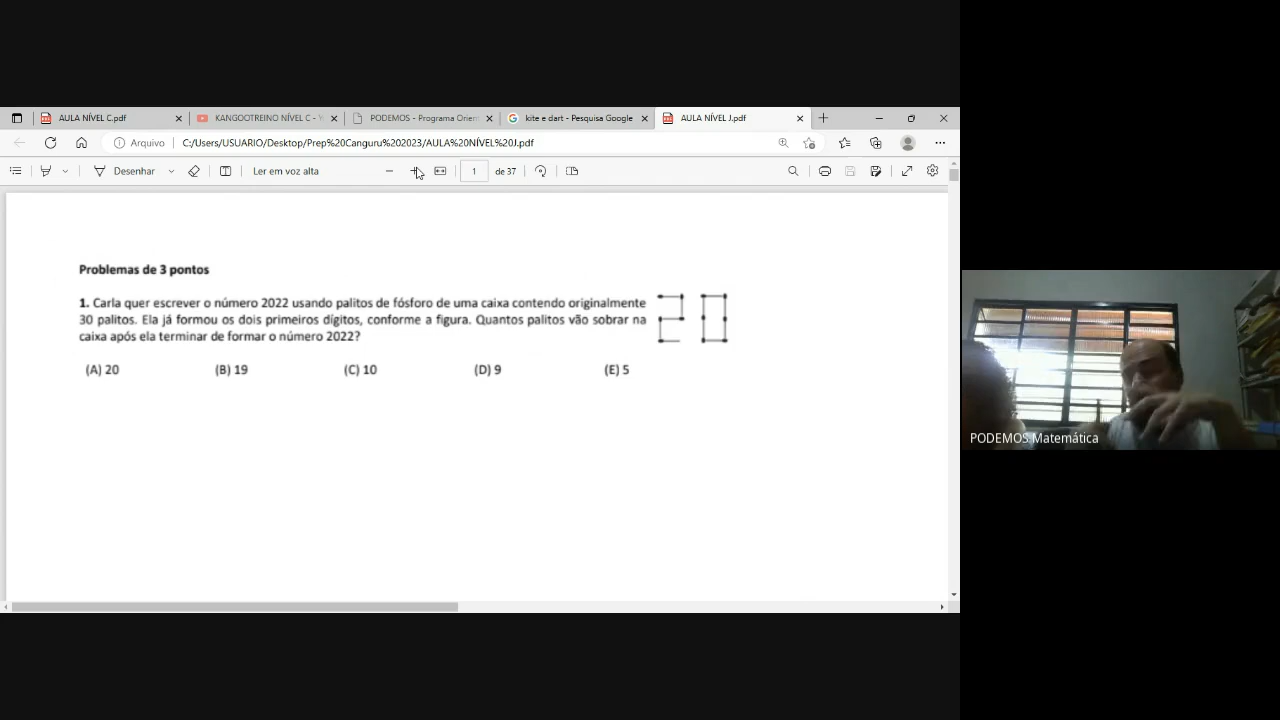 AULA NÍVEL C.pdf
KANGOOTREINO NÍVEL C - Y
PODEMOS - Programa Orien
kite e dart - Pesquisa Google
AULA NÍVEL J.pdf
Arquivo
C:/Users/USUARIO/Desktop/Prep%20Canguru%202023/AULA%20NÍVEL%20J.pdf
Desenhar
Ler em voz alta
1
de 37
Problemas de 3 pontos
1. Carla quer escrever o número 2022 usando palitos de fósforo de uma caixa contendo originalmente
30 palitos. Ela já formou os dois primeiros dígitos, conforme a figura. Quantos palitos vão sobrar na
caixa após ela terminar de formar o número 2022?
20
(A) 20 (B) 19 (C) 10 (D) 9 (E) 5
PODEMOS Matemática